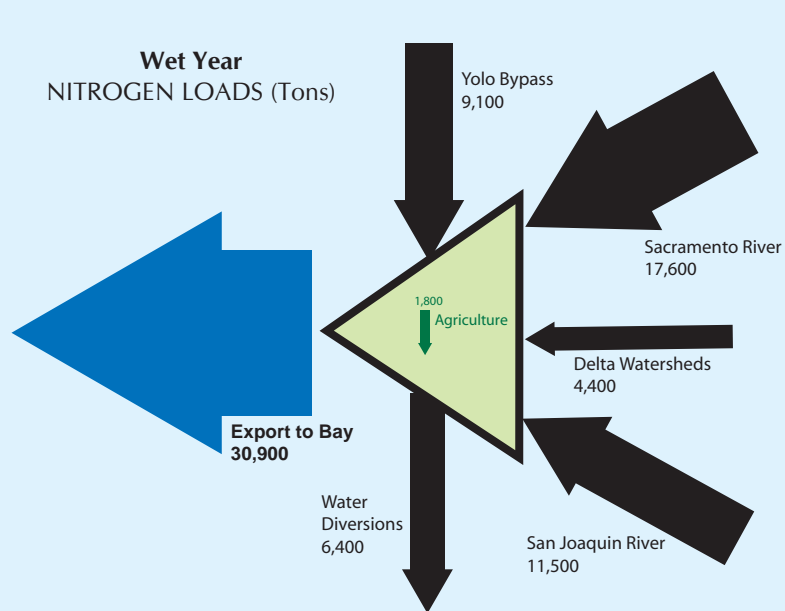 Wet Year
NITROGEN LOADS (Tons)
Yolo Bypass
9,100
Sacramento River
17,600
1,800
Agriculture
Delta Watersheds
4,400
Export to Bay
30,900
Water
Diversions
6,400
San Joaquin River
11,500